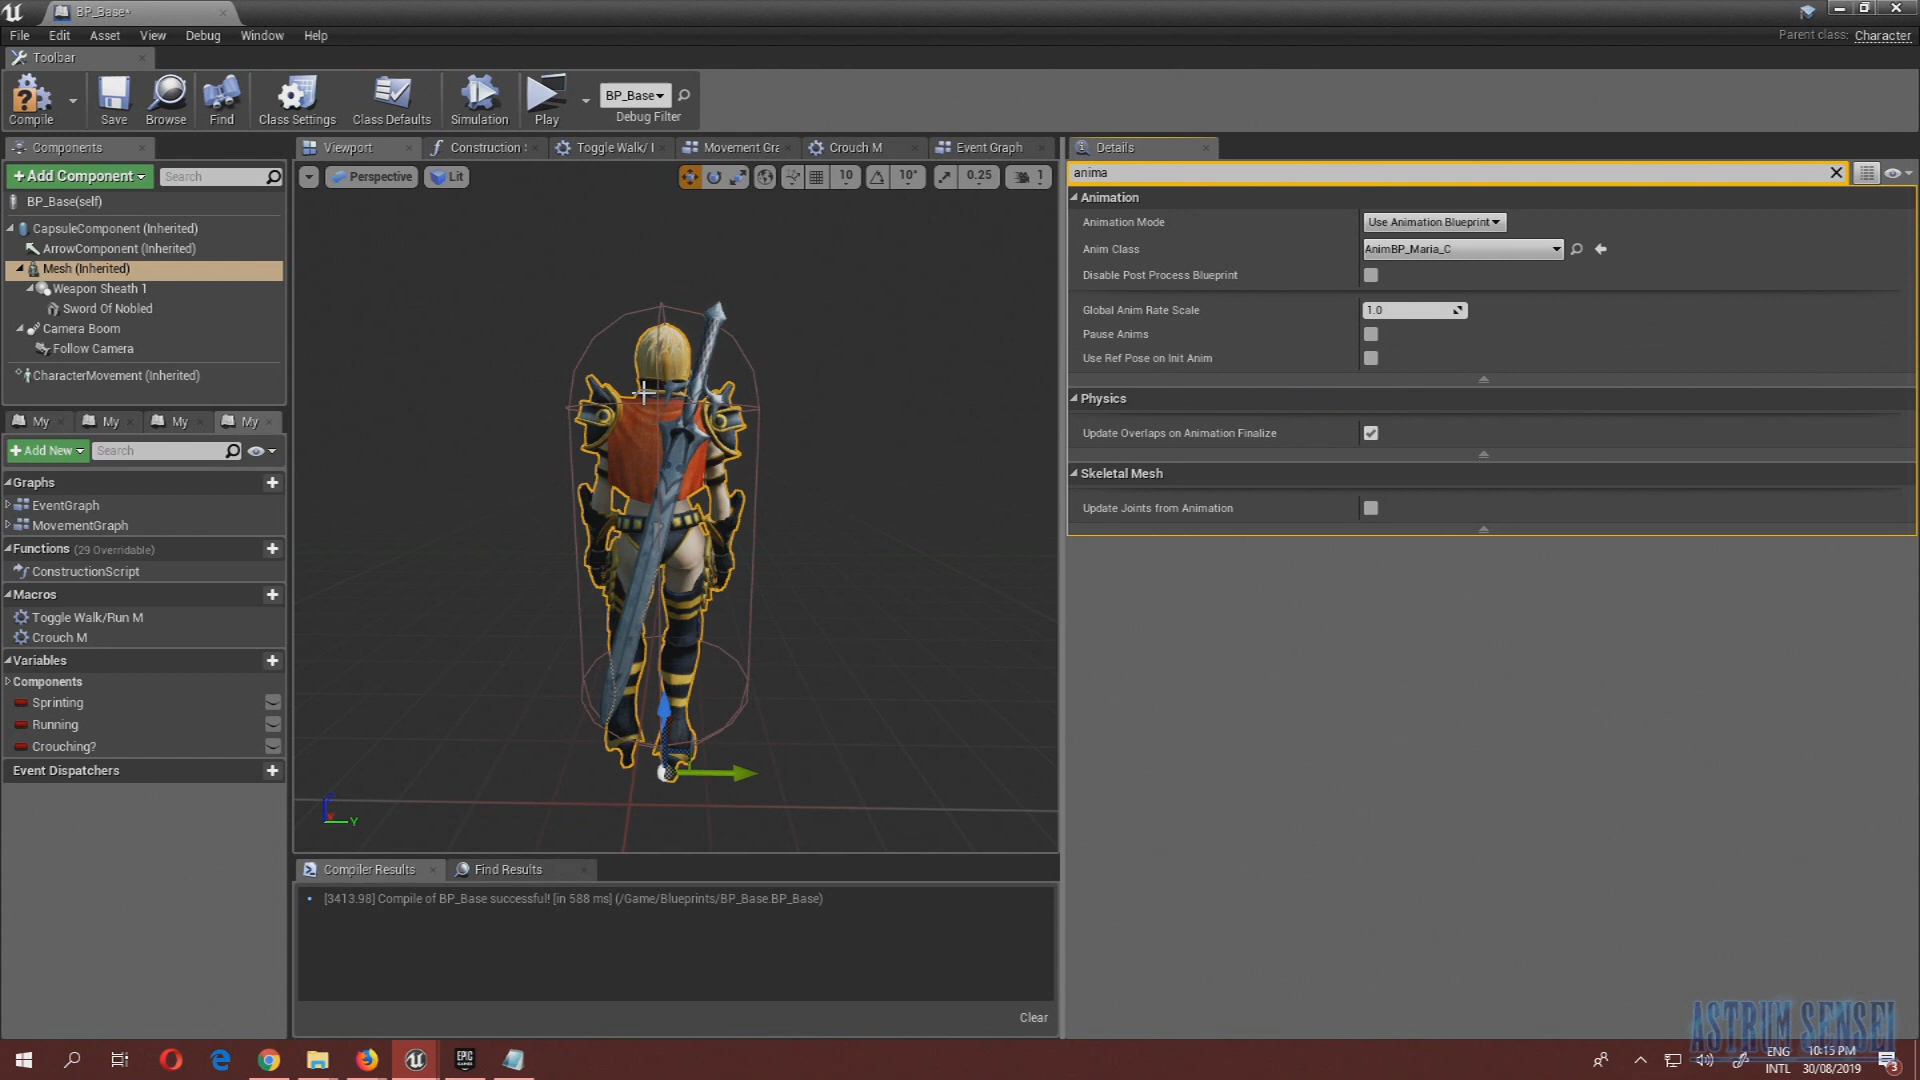 BP_Base*
File Edit Asset View Debug Window Help
Parent class: Character
Toolbar
Compile Save Browse Find Class Settings Class Defaults Simulation Play
BP_Base
Debug Filter
Components
Viewport Construction S Toggle Walk/ Movement Gra Crouch M Event Graph
Details
+Add Component Search
Perspective Lit 10 10° 0.25 1
anima
BP_Base(self)
CapsuleComponent (Inherited)
ArrowComponent (Inherited)
Mesh (Inherited)
Weapon Sheath 1
Sword Of Nobled
Camera Boom
Follow Camera
CharacterMovement (Inherited)
Animation
Animation Mode Use Animation Blueprint
Anim Class AnimBP_Maria_C
Disable Post Process Blueprint
Global Anim Rate Scale 1.0
Pause Anims
Use Ref Pose on Init Anim
Physics
Update Overlaps on Animation Finalize
Skeletal Mesh
Update Joints from Animation
My My My My
+Add New Search
Graphs
EventGraph
MovementGraph
Functions (29 Overridable)
ConstructionScript
Macros
Toggle Walk/Run M
Crouch M
Variables
Components
Sprinting
Running
Crouching?
Event Dispatchers
Y
Compiler Results Find Results
[3413.98] Compile of BP_Base successful! [in 588 ms] (/Game/Blueprints/BP_Base.BP_Base)
Clear
ASTRUM SENSEI
EPIC GAMES
ENG
INTL
10:15 PM
30/08/2019
3